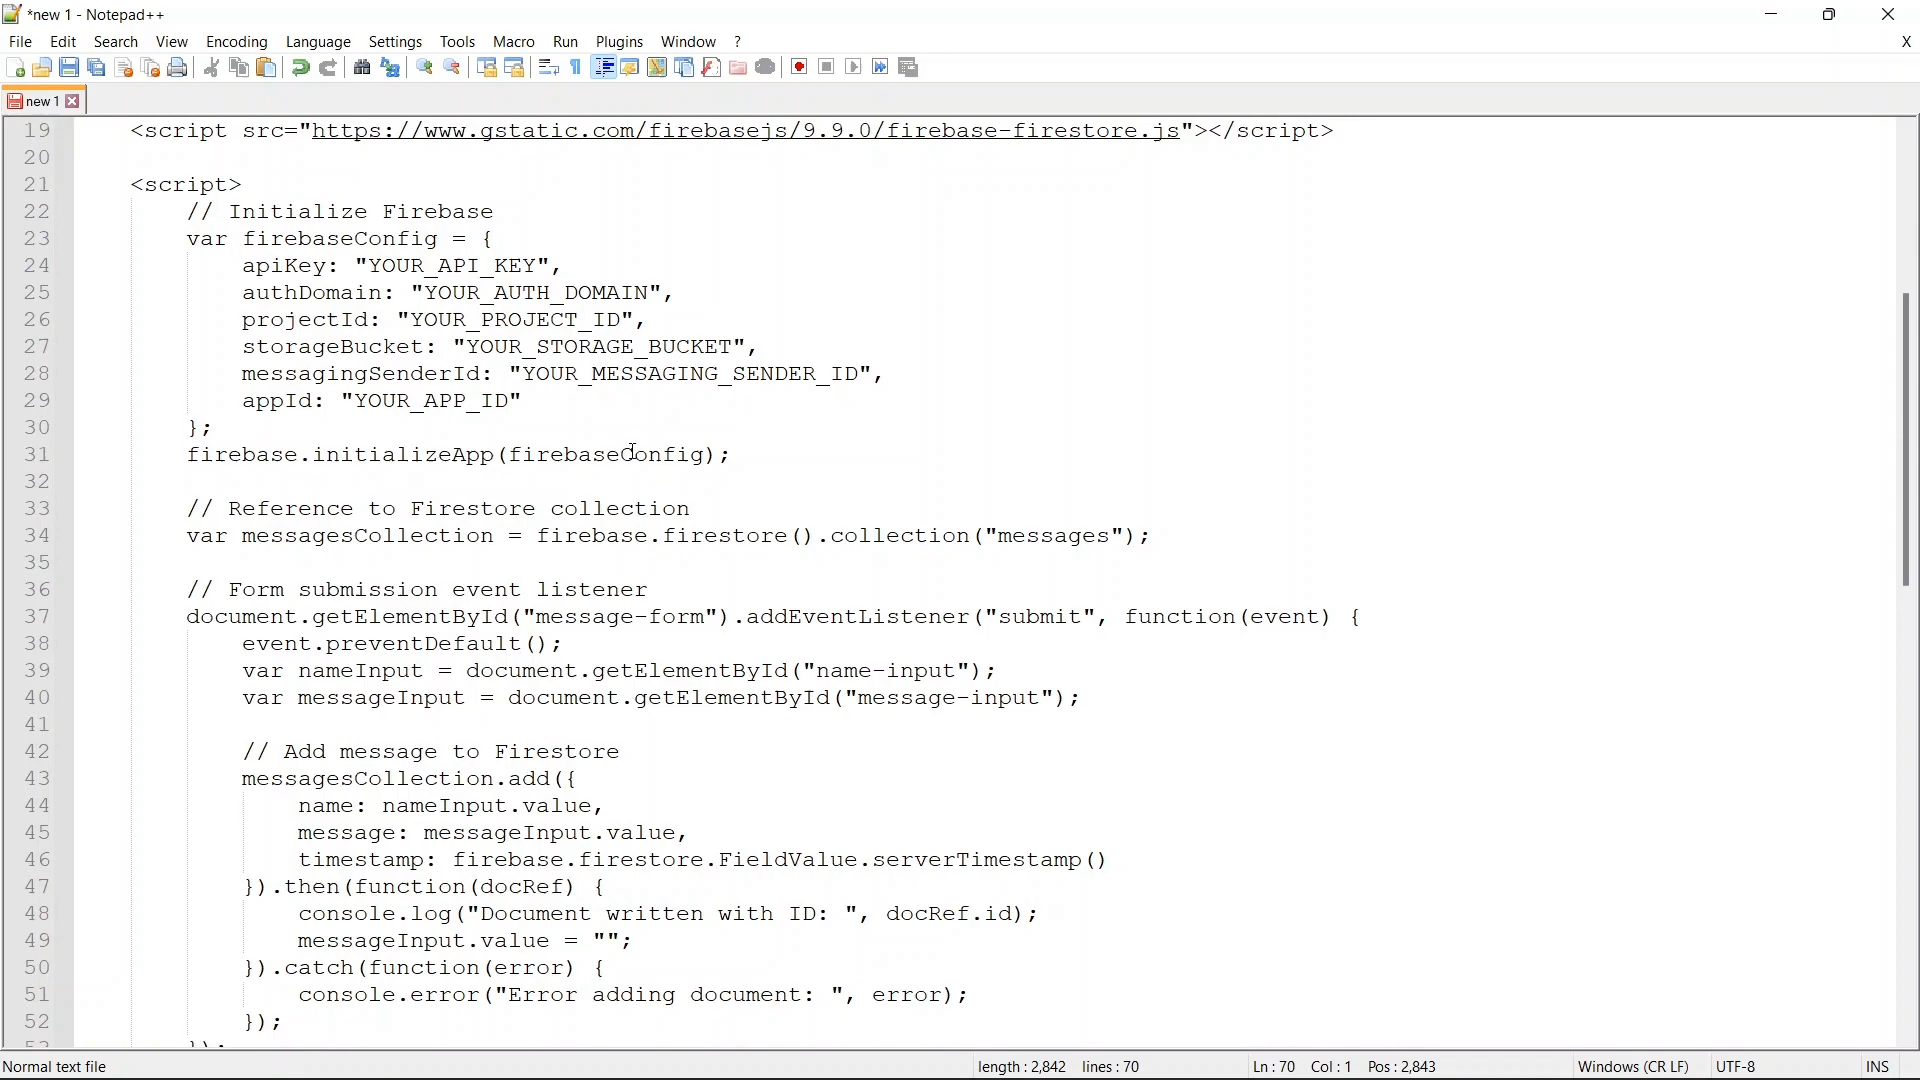 *new 1 - Notepad++
File Edit Search View Encoding Language Settings Tools Macro Run Plugins Window ? X
new 1
19 <script src="https://www.gstatic.com/firebasejs/9.9.0/firebase-firestore.js"></script>
20
21 <script>
22 // Initialize Firebase
23 var firebaseConfig = {
24 apiKey: "YOUR_API_KEY",
25 authDomain: "YOUR_AUTH_DOMAIN",
26 projectId: "YOUR_PROJECT_ID",
27 storageBucket: "YOUR_STORAGE_BUCKET",
28 messagingSenderId: "YOUR_MESSAGING_SENDER_ID",
29 appId: "YOUR_APP_ID"
30 };
31 firebase.initializeApp(firebaseConfig);
32
33 // Reference to Firestore collection
34 var messagesCollection = firebase.firestore().collection("messages");
35
36 // Form submission event listener
37 document.getElementById("message-form").addEventListener("submit", function(event) {
38 event.preventDefault();
39 var nameInput = document.getElementById("name-input");
40 var messageInput = document.getElementById("message-input");
41
42 // Add message to Firestore
43 messagesCollection.add({
44 name: nameInput.value,
45 message: messageInput.value,
46 timestamp: firebase.firestore.FieldValue.serverTimestamp()
47 }).then(function(docRef) {
48 console.log("Document written with ID: ", docRef.id);
49 messageInput.value = "";
50 }).catch(function(error) {
51 console.error("Error adding document: ", error);
52 });
Normal text file length : 2,842 lines : 70 Ln : 70 Col : 1 Pos : 2,843 Windows (CR LF) UTF-8 INS